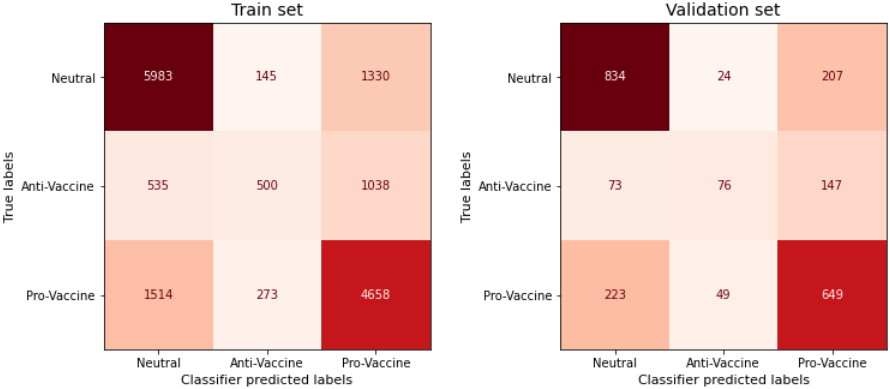 Train set
True labels
Neutral
5983 145 1330
Anti-Vaccine
535 500 1038
Pro-Vaccine
1514 273 4658
Neutral Anti-Vaccine Pro-Vaccine
Classifier predicted labels
Validation set
True labels
Neutral
834 24 207
Anti-Vaccine
73 76 147
Pro-Vaccine
223 49 649
Neutral Anti-Vaccine Pro-Vaccine
Classifier predicted labels